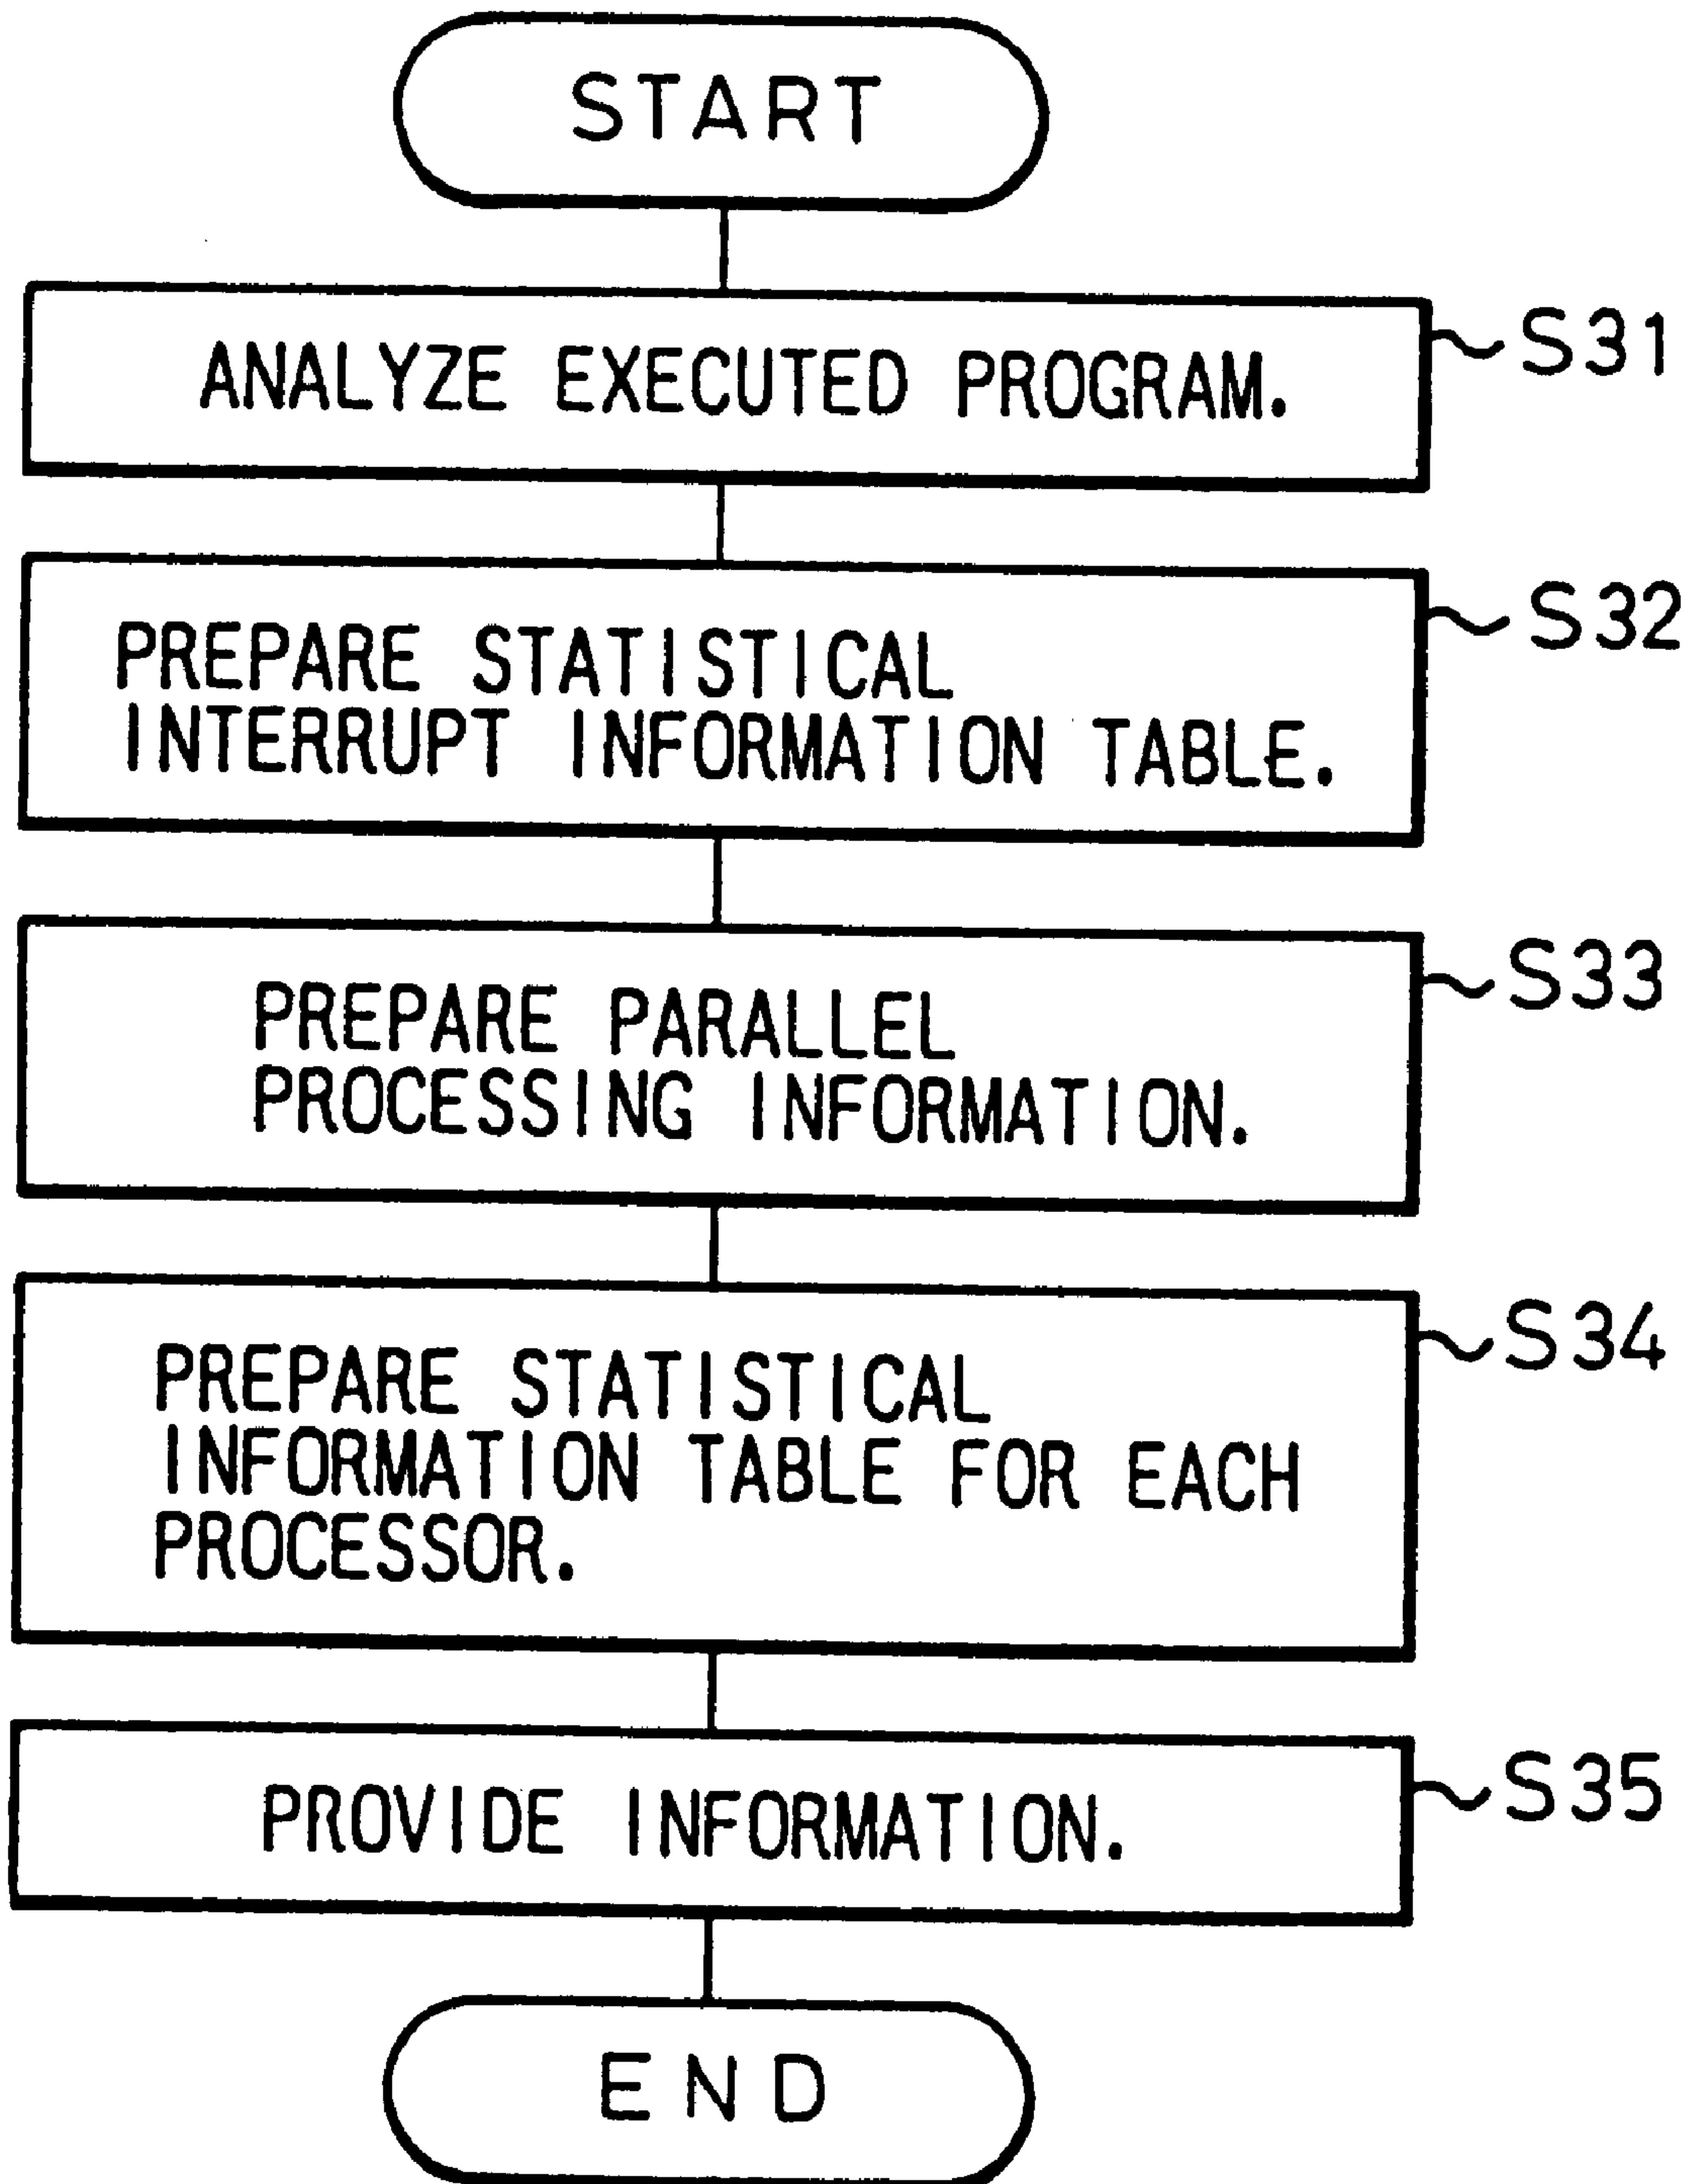 START
ANALYZE EXECUTED PROGRAM.
S31
PREPARE STATISTICAL
INTERRUPT INFORMATION TABLE.
S32
PREPARE PARALLEL
PROCESSING INFORMATION.
S33
PREPARE STATISTICAL
INFORMATION TABLE FOR EACH
PROCESSOR.
S34
PROVIDE INFORMATION.
S35
END